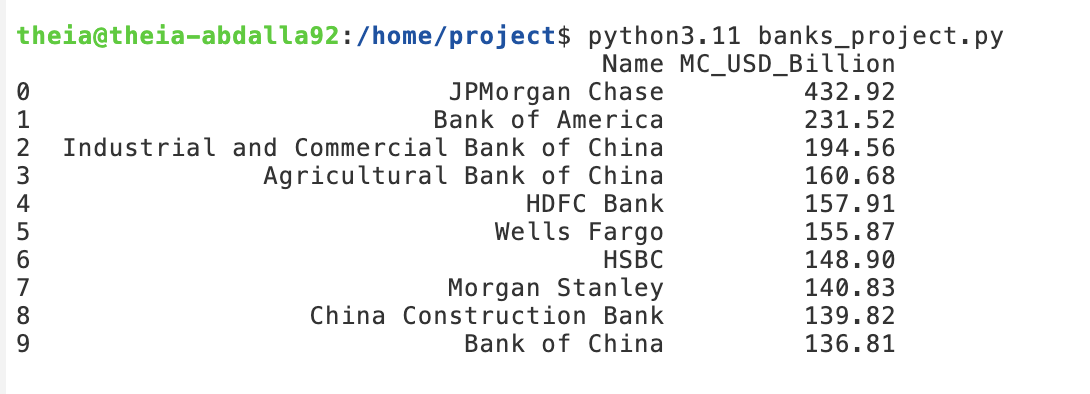 theia@theia-abdalla92:/home/project$ python3.11 banks_project.py
Name MC_USD_Billion
0 JPMorgan Chase 432.92
1 Bank of America 231.52
2 Industrial and Commercial Bank of China 194.56
3 Agricultural Bank of China 160.68
4 HDFC Bank 157.91
5 Wells Fargo 155.87
6 HSBC 148.90
7 Morgan Stanley 140.83
8 China Construction Bank 139.82
9 Bank of China 136.81